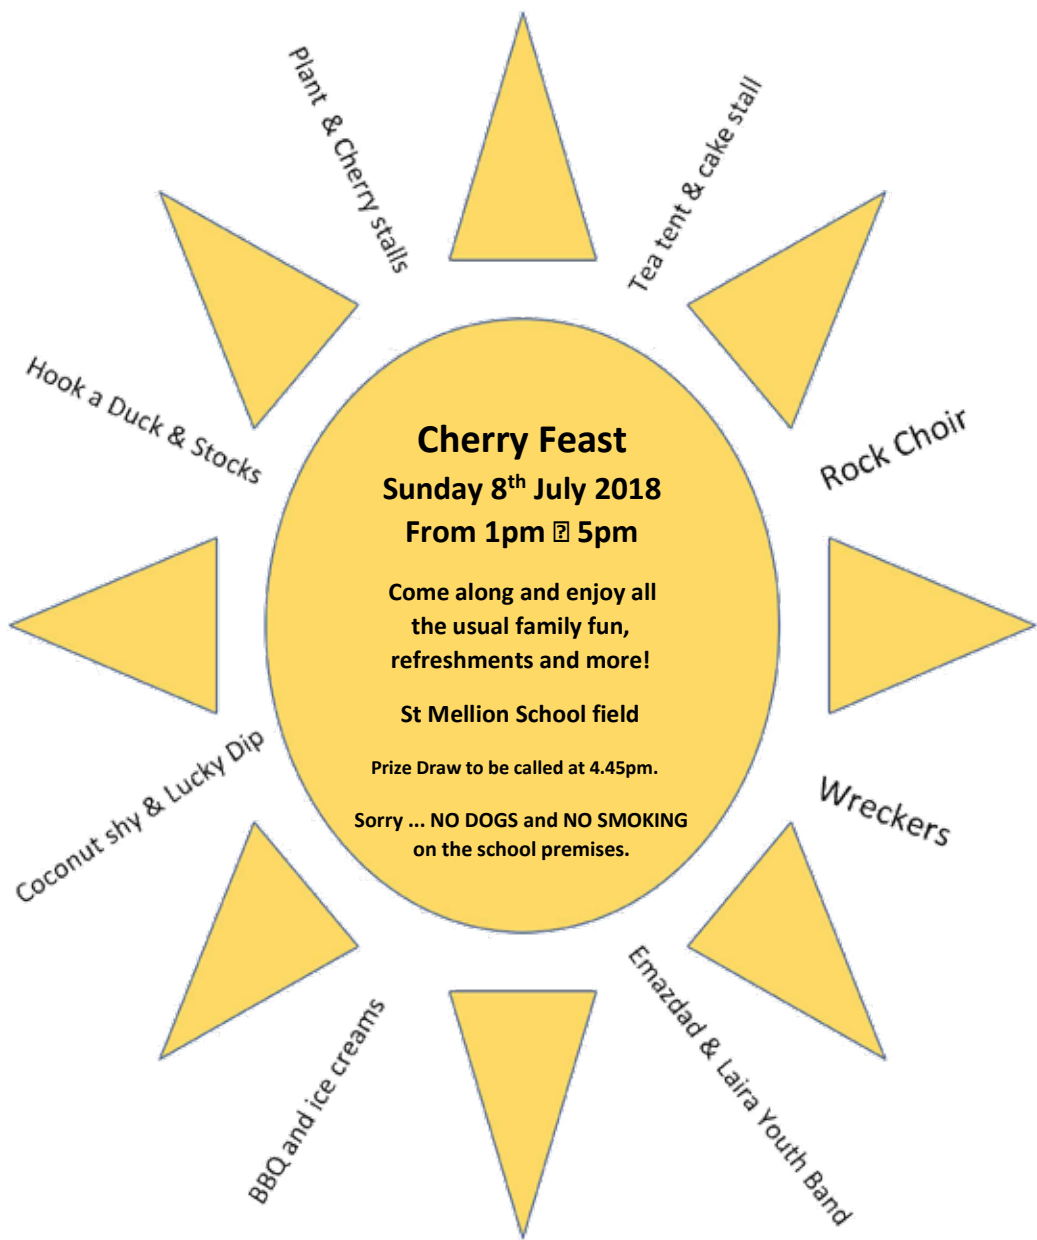 Plant & Cherry stalls
Tea tent & cake stall
Hook a Duck & Stocks
Rock Choir
Cherry Feast
Sunday 8th July 2018
From 1pm ⍰ 5pm
Come along and enjoy all
the usual family fun,
refreshments and more!
St Mellion School field
Prize Draw to be called at 4.45pm.
Sorry ... NO DOGS and NO SMOKING
on the school premises.
Coconut shy & Lucky Dip
Wreckers
BBQ and ice creams
Emazdad & Laira Youth Band